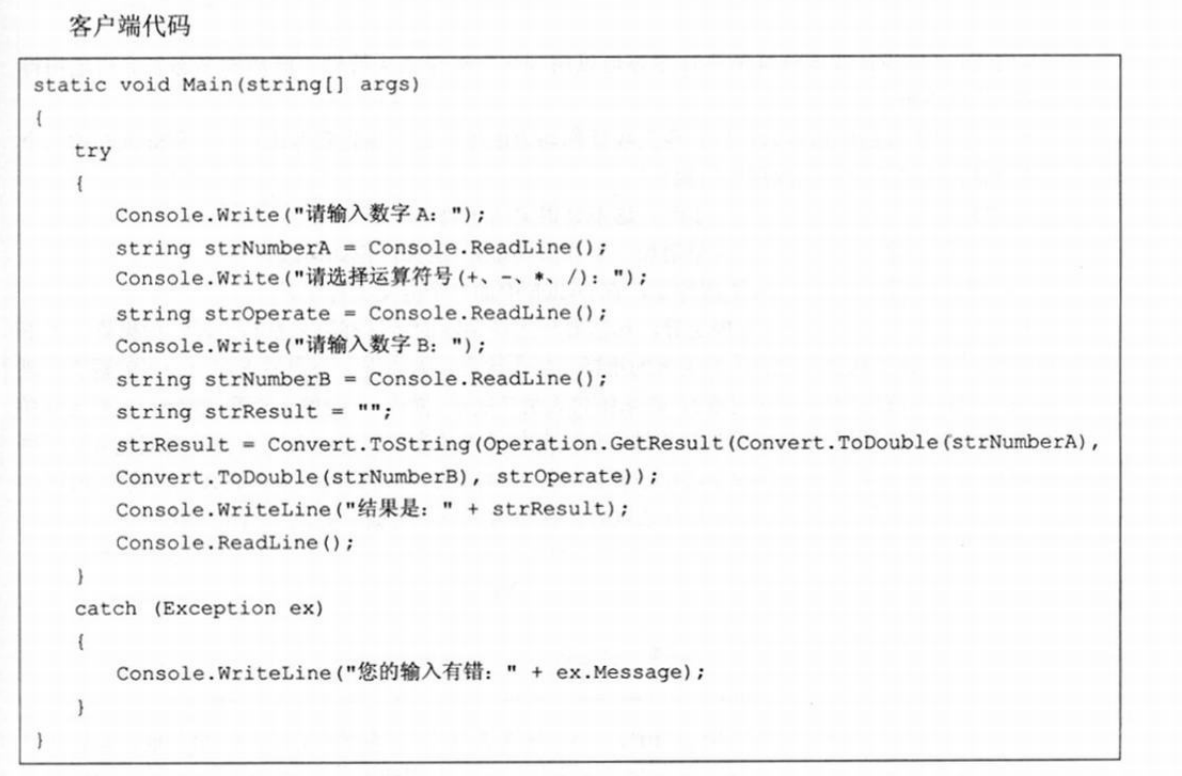 客户端代码
static void Main(string[] args)
{
try
{
Console.Write("请输入数字A：");
string strNumberA = Console.ReadLine();
Console.Write("请选择运算符号(+、-、*、/)：");
string strOperate = Console.ReadLine();
Console.Write("请输入数字B：");
string strNumberB = Console.ReadLine();
string strResult = "";
strResult = Convert.ToString(Operation.GetResult(Convert.ToDouble(strNumberA),
Convert.ToDouble(strNumberB), strOperate));
Console.WriteLine("结果是：" + strResult);
Console.ReadLine();
}
catch (Exception ex)
{
Console.WriteLine("您的输入有错：" + ex.Message);
}
}